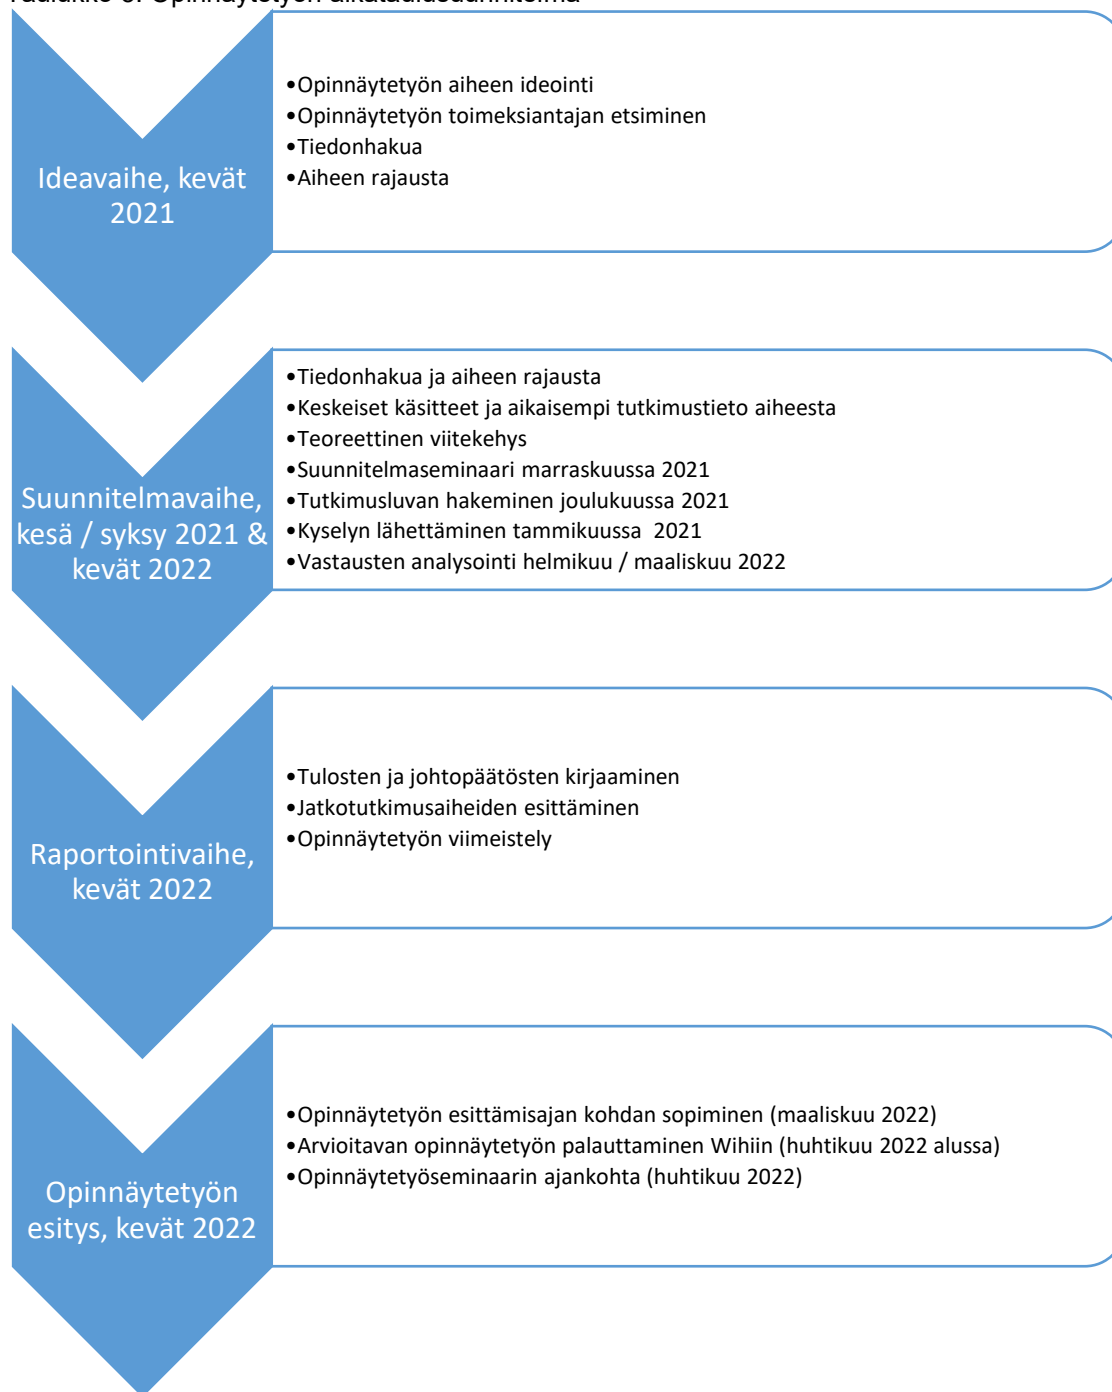 Opinnäytetyön aikataulusuunnitelma
Ideavaihe, kevät
2021
•Opinnäytetyön aiheen ideointi
•Opinnäytetyön toimeksiantajan etsiminen
•Tiedonhakua
•Aiheen rajausta
Suunnitelmavaihe,
kesä / syksy 2021 &
kevät 2022
•Tiedonhakua ja aiheen rajausta
•Keskeiset käsitteet ja aikaisempi tutkimustieto aiheesta
•Teoreettinen viitekehys
•Suunnitelmaseminaari marraskuussa 2021
•Tutkimusluvan hakeminen joulukuussa 2021
•Kyselyn lähettäminen tammikuussa  2021
•Vastausten analysointi helmikuu / maaliskuu 2022
Raportointivaihe,
kevät 2022
•Tulosten ja johtopäätösten kirjaaminen
•Jatkotutkimusaiheiden esittäminen
•Opinnäytetyön viimeistely
Opinnäytetyön
esitys, kevät 2022
•Opinnäytetyön esittämisajan kohdan sopiminen (maaliskuu 2022)
•Arvioitavan opinnäytetyön palauttaminen Wihiin (huhtikuu 2022 alussa)
•Opinnäytetyöseminaarin ajankohta (huhtikuu 2022)